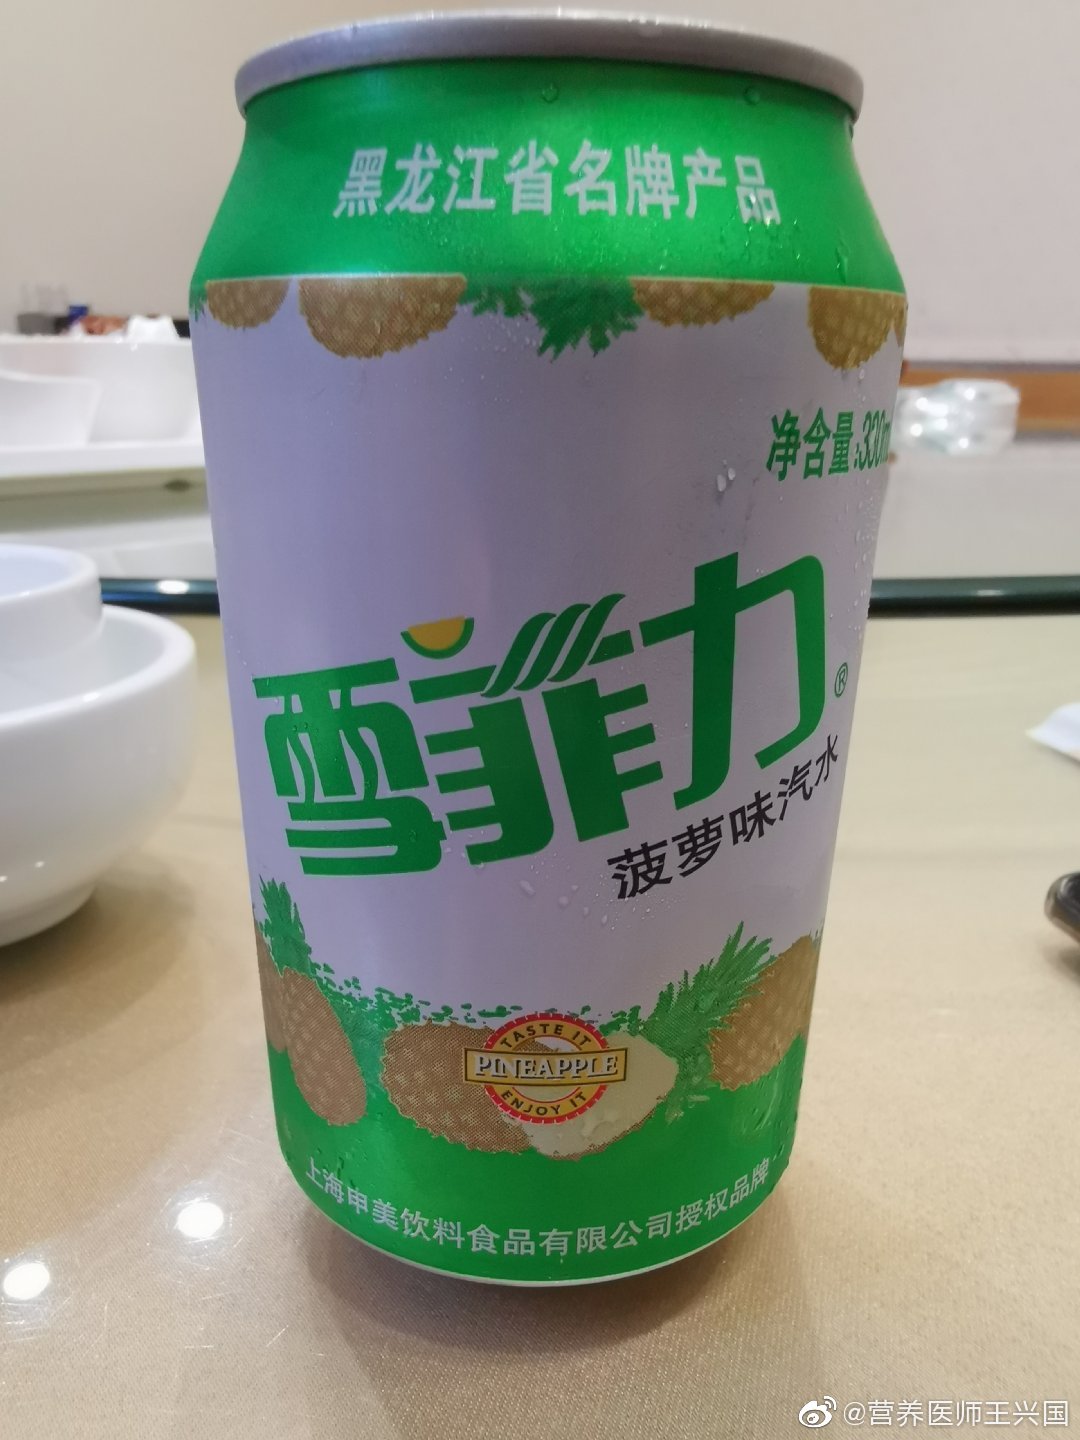 黑龙江省名牌产品
净含量:330m
雪菲力®
菠萝味汽水
TASTE IT
PINEAPPLE
ENJOY IT
上海申美饮料食品有限公司授权品牌
@营养医师王兴国